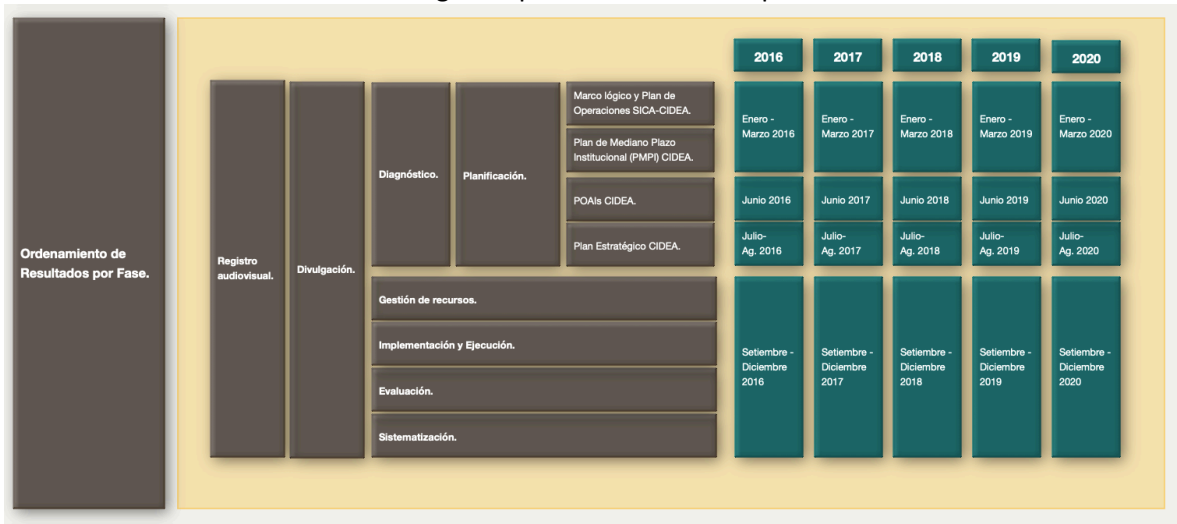 2016 2017 2018 2019 2020
Ordenamiento de
Resultados por Fase.
Registro
audiovisual.
Divulgación.
Diagnóstico.
Planificación.
Marco lógico y Plan de
Operaciones SICA-CIDEA.
Plan de Mediano Plazo
Institucional (PMPI) CIDEA.
Enero -
Marzo 2016
Enero -
Marzo 2017
Enero -
Marzo 2018
Enero -
Marzo 2019
Enero -
Marzo 2020
POAIs CIDEA.
Junio 2016
Junio 2017
Junio 2018
Junio 2019
Junio 2020
Plan Estratégico CIDEA.
Julio-
Ag. 2016
Julio-
Ag. 2017
Julio-
Ag. 2018
Julio-
Ag. 2019
Julio-
Ag. 2020
Gestión de recursos.
Implementación y Ejecución.
Evaluación.
Sistematización.
Setiembre -
Diciembre
2016
Setiembre -
Diciembre
2017
Setiembre -
Diciembre
2018
Setiembre -
Diciembre
2019
Setiembre -
Diciembre
2020